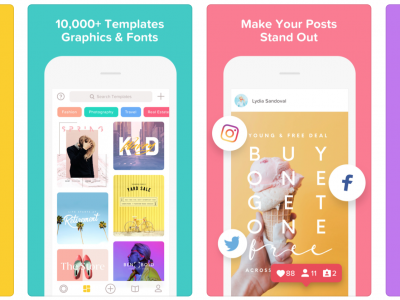 10,000+ Templates
Graphics & Fonts
Search Templates
Fashion
Photography
Travel
Real Estate
SPRING
KID
YARD SALE
Retirement
Make Your Posts
Stand Out
Lydia Sandoval
YOUNG & FREE DEAL
BUY
ONE
GET
ONE
free
ACROSS
88
11
2